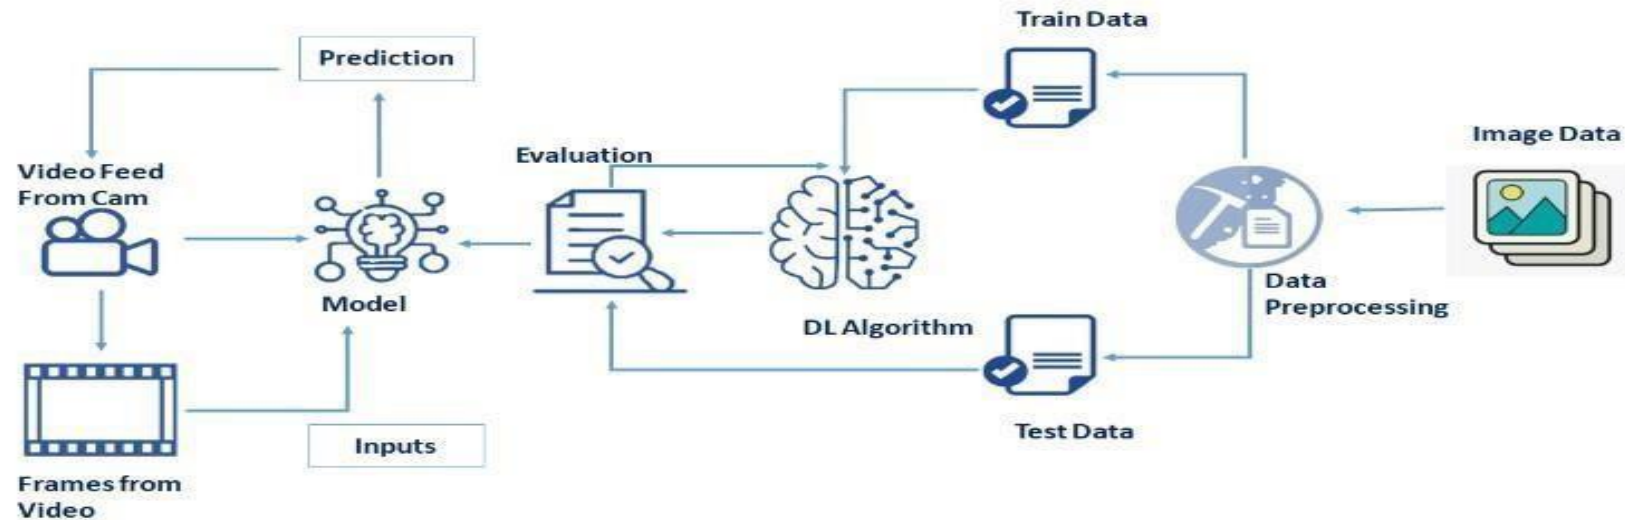 Train Data
Prediction
Image Data
Evaluation
Video Feed
From Cam
Data
Preprocessing
Model
DL Algorithm
Test Data
Inputs
Frames from
Video